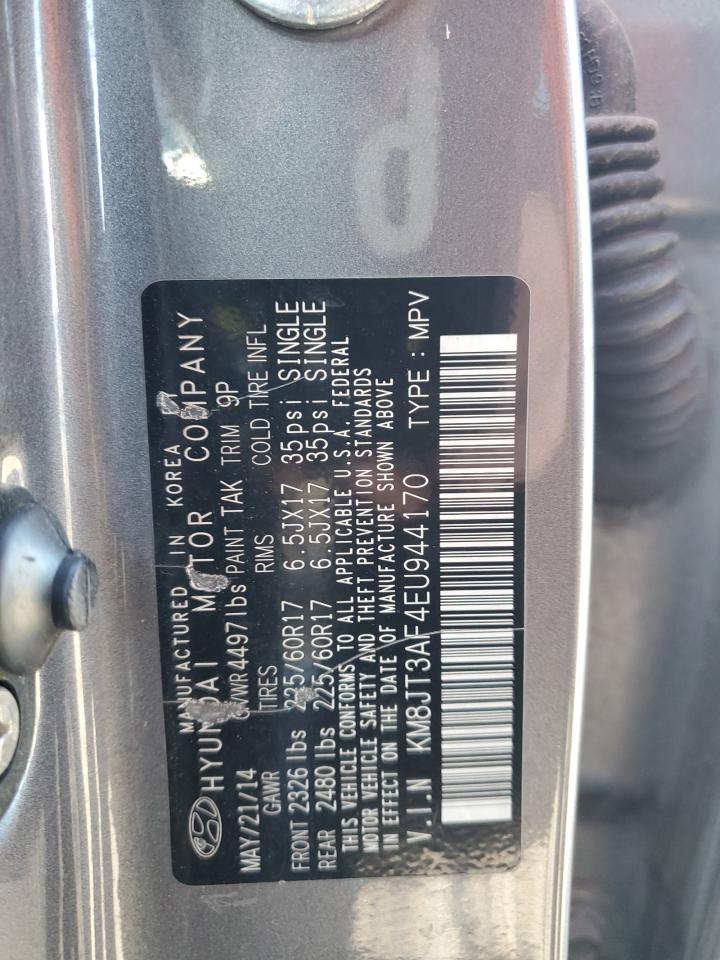 MANUFACTURED IN KOREA
HYUNDAI MOTOR COMPANY
MAY/21/14 GVWR 4497 lbs PAINT TAK TRIM 9P
GAWR TIRES RIMS COLD TIRE INFL
FRONT 2326 lbs 225/60R17 6.5JX17 35psi SINGLE
REAR 2480 lbs 225/60R17 6.5JX17 35psi SINGLE
THIS VEHICLE CONFORMS TO ALL APPLICABLE U.S.A. FEDERAL
MOTOR VEHICLE SAFETY AND THEFT PREVENTION STANDARDS
IN EFFECT ON THE DATE OF MANUFACTURE SHOWN ABOVE
V.I.N KM8JT3AF4EU944170 TYPE : MPV